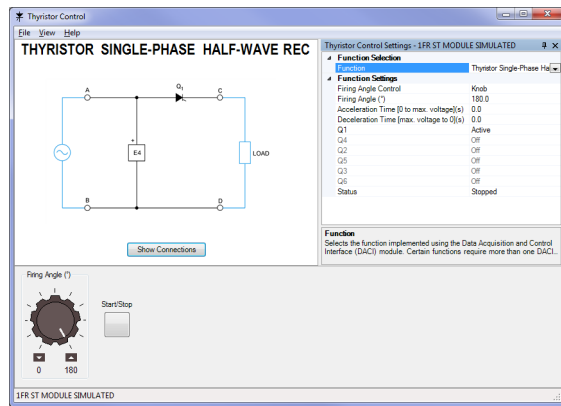 Thyristor Control
File View Help
THYRISTOR SINGLE-PHASE HALF-WAVE REC
A
Q1
C
+
E4
LOAD
B
D
Show Connections
Thyristor Control Settings - 1FR ST MODULE SIMULATED
Function Selection
Function Thyristor Single-Phase Ha
Function Settings
Firing Angle Control Knob
Firing Angle (°) 180.0
Acceleration Time [0 to max. voltage](s) 0.0
Deceleration Time [max. voltage to 0](s) 0.0
Q1 Active
Q4 Off
Q2 Off
Q5 Off
Q3 Off
Q6 Off
Status Stopped
Function
Selects the function implemented using the Data Acquisition and Control
Interface (DACI) module. Certain functions require more than one DACI...
Firing Angle (°)
0 180
Start/Stop
1FR ST MODULE SIMULATED